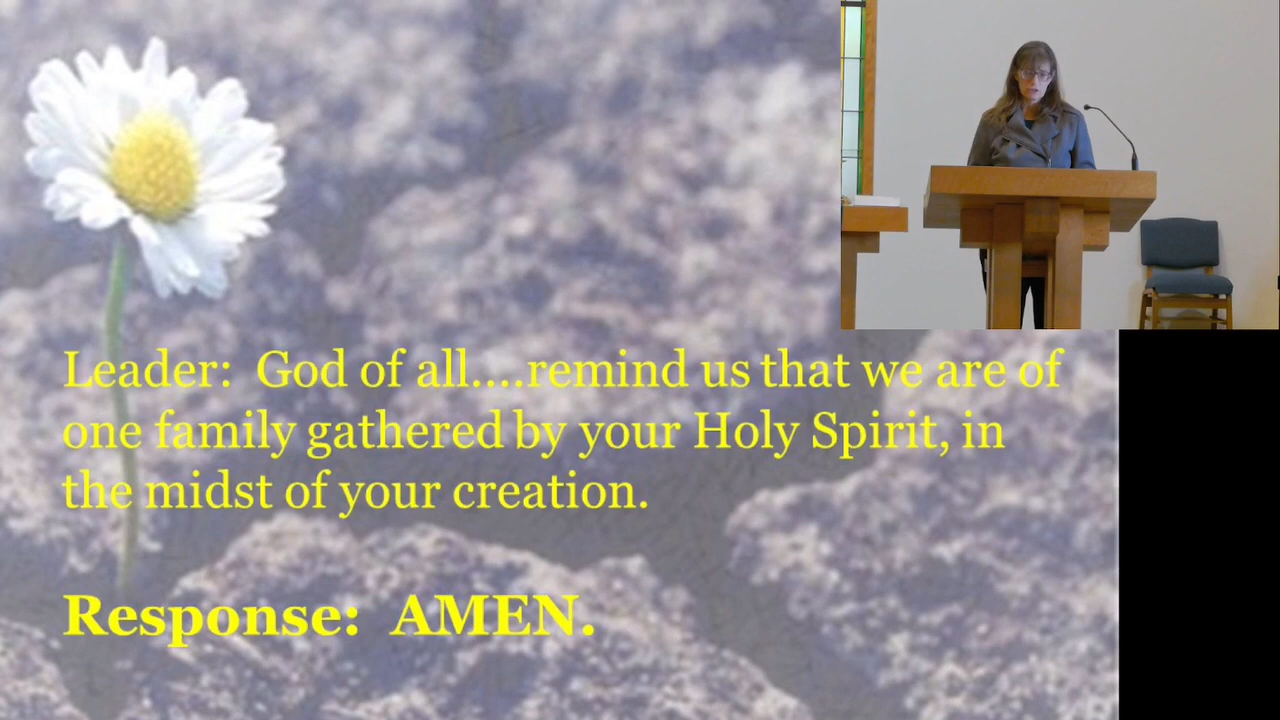 Leader:  God of all....remind us that we are of
one family gathered by your Holy Spirit, in
the midst of your creation.
Response:  AMEN.